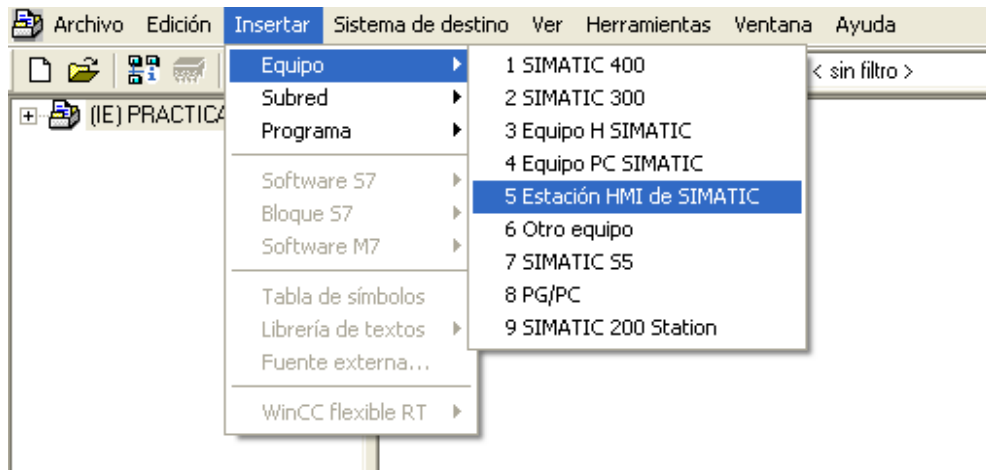 Archivo Edición Insertar Sistema de destino Ver Herramientas Ventana Ayuda
< sin filtro >
(IE) PRACTICA
Equipo
Subred
Programa
Software S7
Bloque S7
Software M7
Tabla de símbolos
Librería de textos
Fuente externa...
WinCC flexible RT
1 SIMATIC 400
2 SIMATIC 300
3 Equipo H SIMATIC
4 Equipo PC SIMATIC
5 Estación HMI de SIMATIC
6 Otro equipo
7 SIMATIC S5
8 PG/PC
9 SIMATIC 200 Station